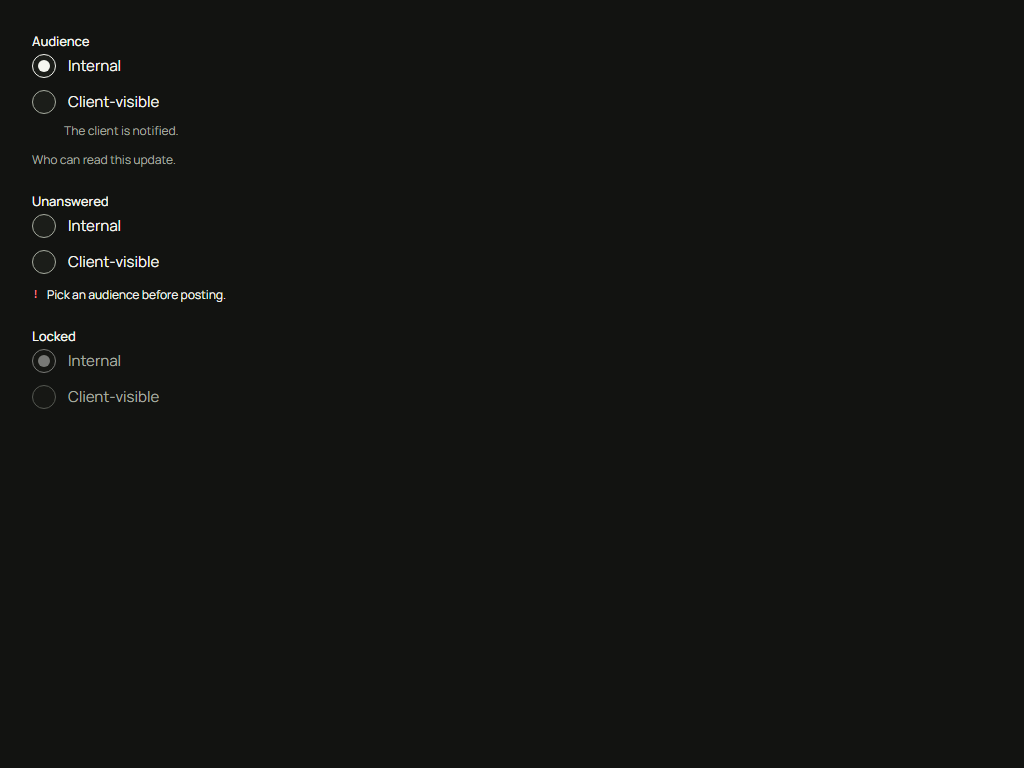 Audience
Internal
Client-visible
The client is notified.
Who can read this update.
Unanswered
Internal
Client-visible
! Pick an audience before posting.
Locked
Internal
Client-visible